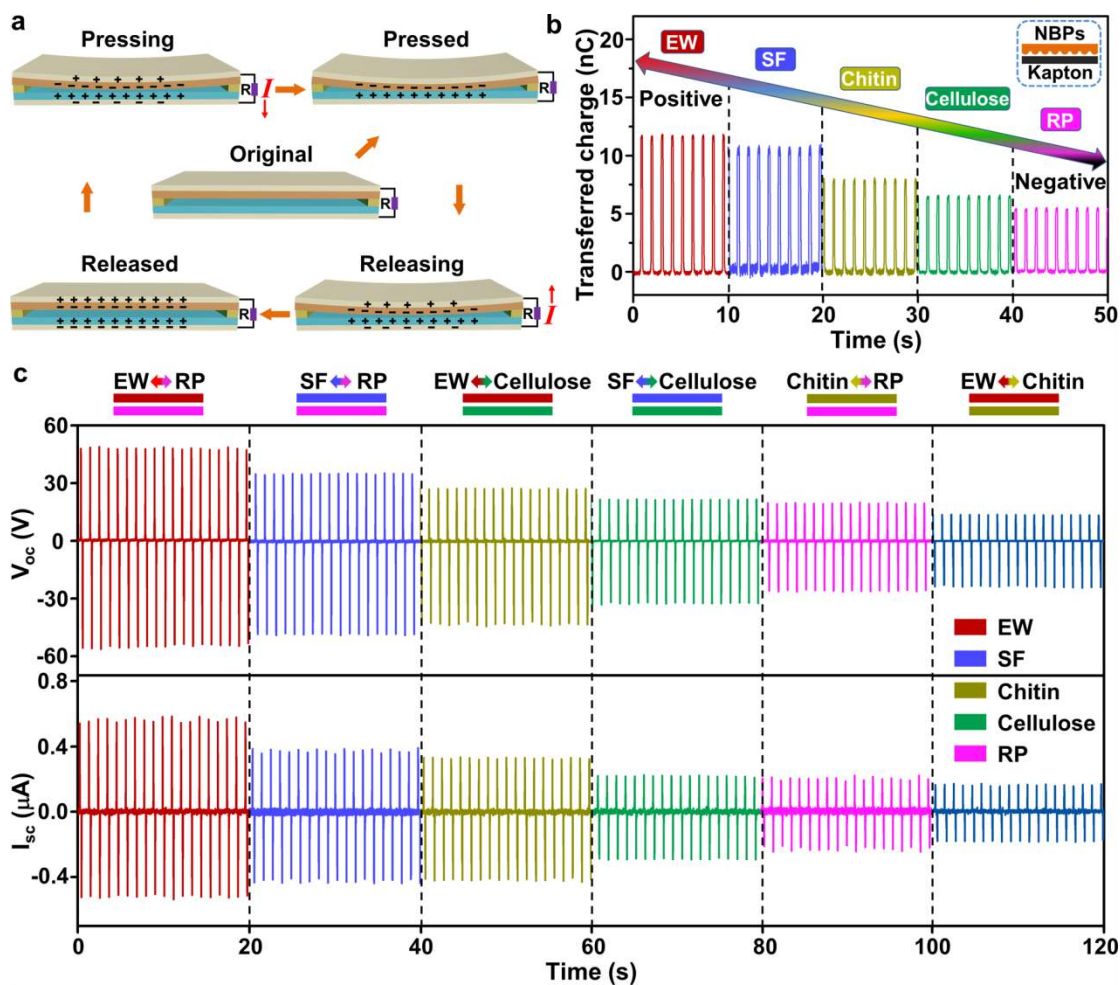 a
Pressing
Pressed
R
I
R
Original
R
Released
Releasing
R
R
I
+ + + + +
- - - - - - - - -
+ + + + + + + + +
- - - - -
- - - - - - - - -
+ + + + + + + + +
+ + + + + + + + +
- - - - - - - - -
+ + + + + + + + +
- - - - - - - - -
+ + + + +
- - - - - - - - -
+ + + + + + + + +
- - - - -
b
Transferred charge (nC)
20
15
10
5
0
EW
SF
Chitin
Cellulose
RP
Positive
Negative
NBPs
Kapton
0 10 20 30 40 50
Time (s)
c
EW RP
SF RP
EW Cellulose
SF Cellulose
Chitin RP
EW Chitin
Voc (V)
60
30
0
-30
-60
Isc (μA)
0.8
0.4
0.0
-0.4
EW
SF
Chitin
Cellulose
RP
0 20 40 60 80 100 120
Time (s)